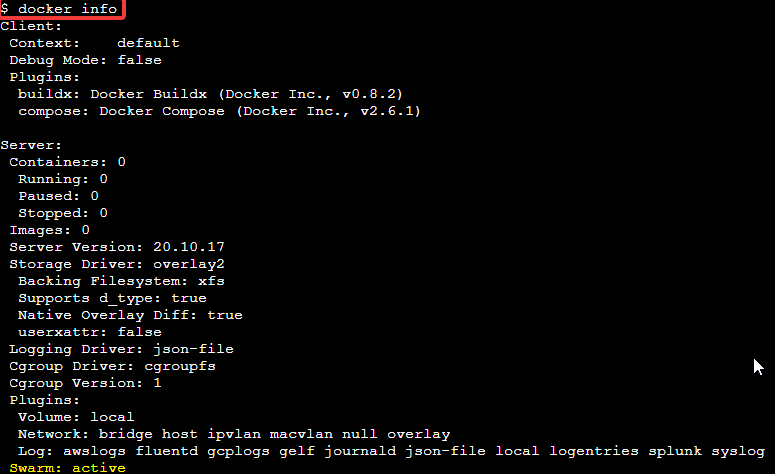 $ docker info
Client:
 Context:    default
 Debug Mode: false
 Plugins:
  buildx: Docker Buildx (Docker Inc., v0.8.2)
  compose: Docker Compose (Docker Inc., v2.6.1)

Server:
 Containers: 0
  Running: 0
  Paused: 0
  Stopped: 0
 Images: 0
 Server Version: 20.10.17
 Storage Driver: overlay2
  Backing Filesystem: xfs
  Supports d_type: true
  Native Overlay Diff: true
  userxattr: false
 Logging Driver: json-file
 Cgroup Driver: cgroupfs
 Cgroup Version: 1
 Plugins:
  Volume: local
  Network: bridge host ipvlan macvlan null overlay
  Log: awslogs fluentd gcplogs gelf journald json-file local logentries splunk syslog
 Swarm: active